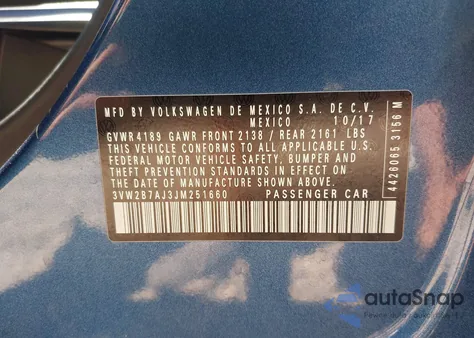 MFD BY VOLKSWAGEN DE MEXICO S.A. DE C.V.
MEXICO 10/17
GVWR 4189 GAWR FRONT 2138 / REAR 2161 LBS
THIS VEHICLE CONFORMS TO ALL APPLICABLE U.S.
FEDERAL MOTOR VEHICLE SAFETY, BUMPER AND
THEFT PREVENTION STANDARDS IN EFFECT ON
THE DATE OF MANUFACTURE SHOWN ABOVE
3VW2B7AJ3JM251660 PASSENGER CAR
4426065 3156 M
autoSnap